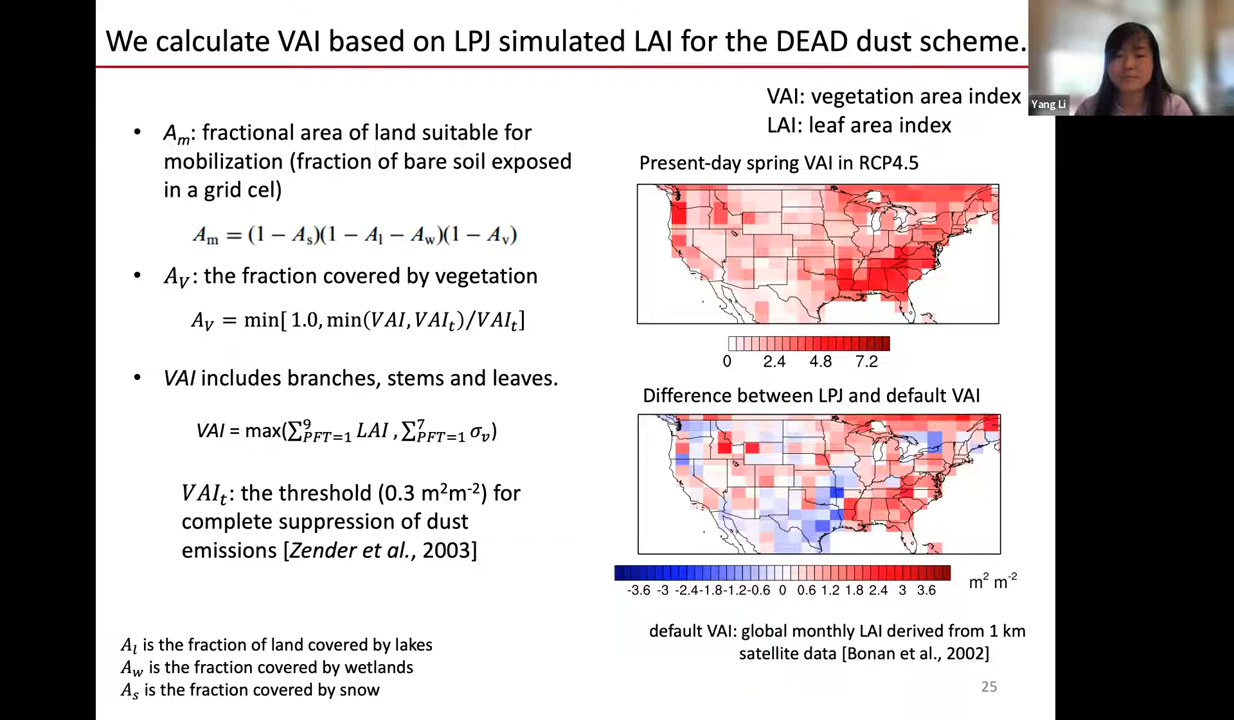 We calculate VAI based on LPJ simulated LAI for the DEAD dust scheme.
Yang Li
VAI: vegetation area index
LAI: leaf area index
• Aₘ: fractional area of land suitable for
mobilization (fraction of bare soil exposed
in a grid cel)
Aₘ = (1 − Aₛ)(1 − Aₗ − A_w)(1 − Aᵥ)
• A_V: the fraction covered by vegetation
A_V = min[ 1.0, min(VAI, VAIₜ)/VAIₜ]
• VAI includes branches, stems and leaves.
VAI = max(∑⁹_{PFT=1} LAI , ∑⁷_{PFT=1} σᵥ)
VAIₜ: the threshold (0.3 m²m⁻²) for
complete suppression of dust
emissions [Zender et al., 2003]
Aₗ is the fraction of land covered by lakes
A_w is the fraction covered by wetlands
Aₛ is the fraction covered by snow
Present-day spring VAI in RCP4.5
0 2.4 4.8 7.2
Difference between LPJ and default VAI
-3.6 -3 -2.4 -1.8 -1.2 -0.6 0 0.6 1.2 1.8 2.4 3 3.6
m² m⁻²
default VAI: global monthly LAI derived from 1 km
satellite data [Bonan et al., 2002]
25